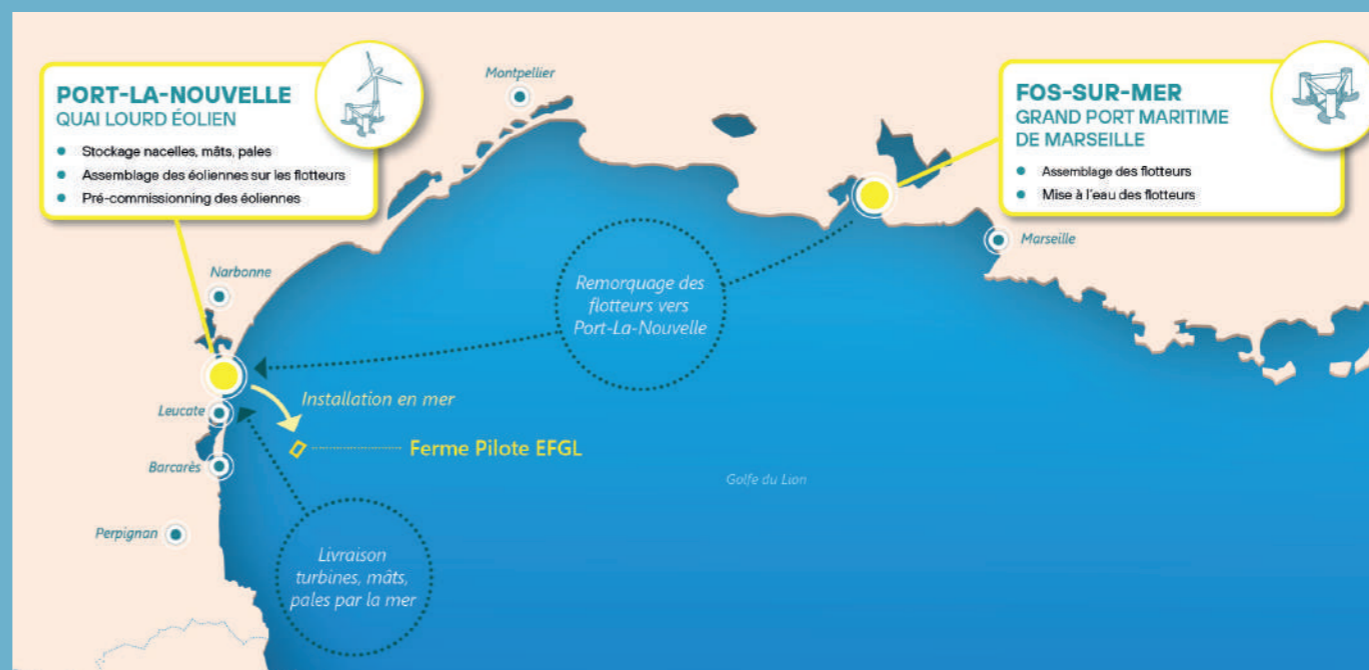 PORT-LA-NOUVELLE
QUAI LOURD ÉOLIEN
• Stockage nacelles, mâts, pales
• Assemblage des éoliennes sur les flotteurs
• Pré-commissionning des éoliennes
Montpellier
FOS-SUR-MER
GRAND PORT MARITIME
DE MARSEILLE
• Assemblage des flotteurs
• Mise à l'eau des flotteurs
Marseille
Narbonne
Remorquage des
flotteurs vers
Port-La-Nouvelle
Installation en mer
Leucate
Ferme Pilote EFGL
Barcarès
Golfe du Lion
Perpignan
Livraison
turbines, mâts,
pales par la mer